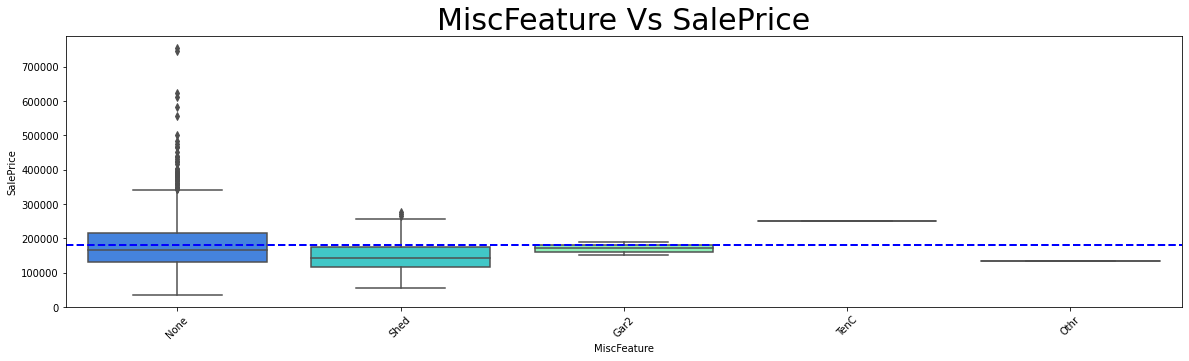 MiscFeature Vs SalePrice
700000
600000
500000
400000
300000
200000
100000
0
SalePrice
None
Shed
Gar2
TenC
Othr
MiscFeature